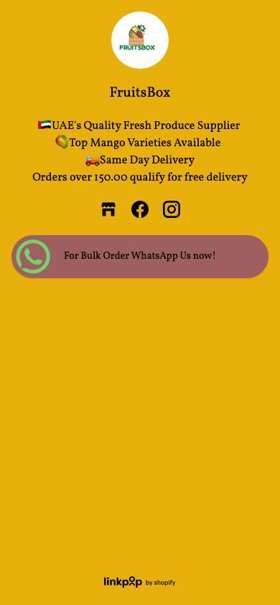 FRUITSBOX
FruitsBox
🇦🇪UAE's Quality Fresh Produce Supplier
🥭Top Mango Varieties Available
🛵Same Day Delivery
Orders over 150.00 qualify for free delivery
For Bulk Order WhatsApp Us now!
linkpop by shopify